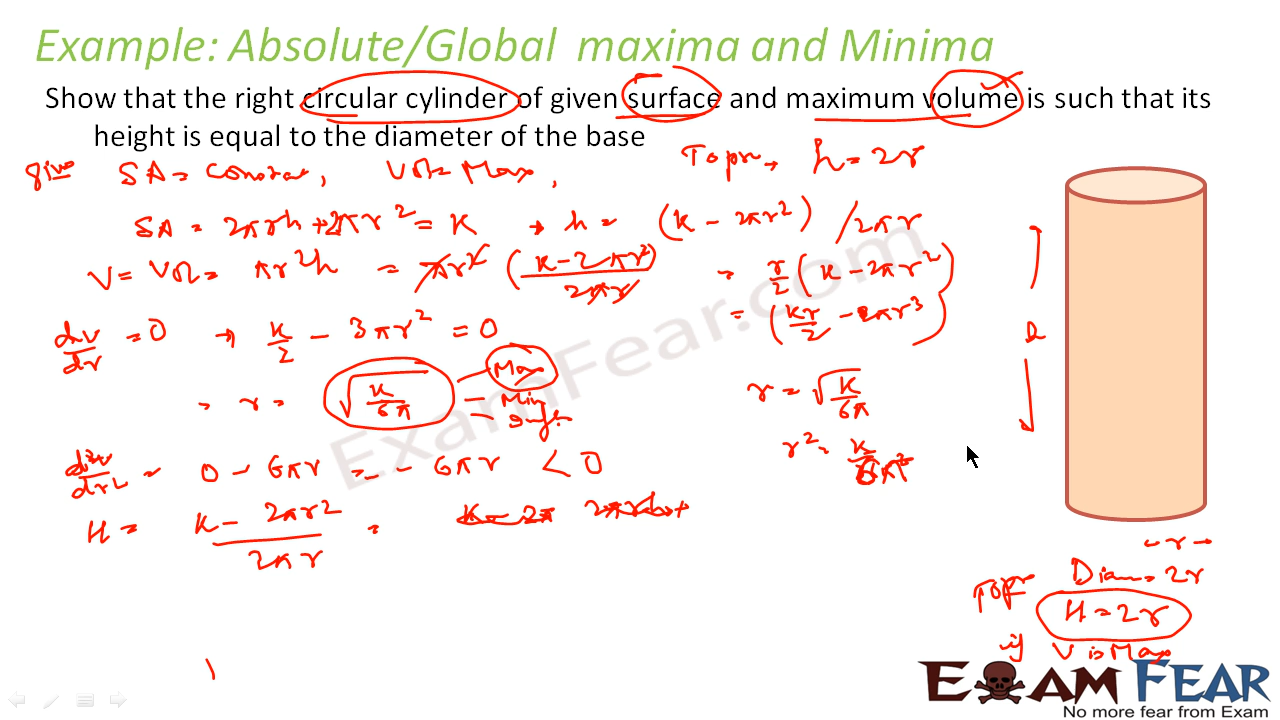 Example: Absolute/Global maxima and Minima
Show that the right circular cylinder of given surface and maximum volume is such that its
height is equal to the diameter of the base
given SA = Constant, Vol = Max, To prv, h = 2r
SA = 2πrh + 2πr² = K → h = (K - 2πr²) / 2πr
V = Vol = πr²h = πr² (K - 2πr²) / 2πr = r/2 (K - 2πr²)
= (Kr/2 - πr³)
dv/dr = 0 → K/2 - 3πr² = 0
= r = √K/6π - Max
- Min
r = √K/6π
r² = K/6π
d²v/dr² = 0 - 6πr = - 6πr < 0
H = K - 2πr² / 2πr =
h
r
Diam = 2r
H = 2r
if V is Max
ExamFear.com
EXAM FEAR
No more fear from Exam